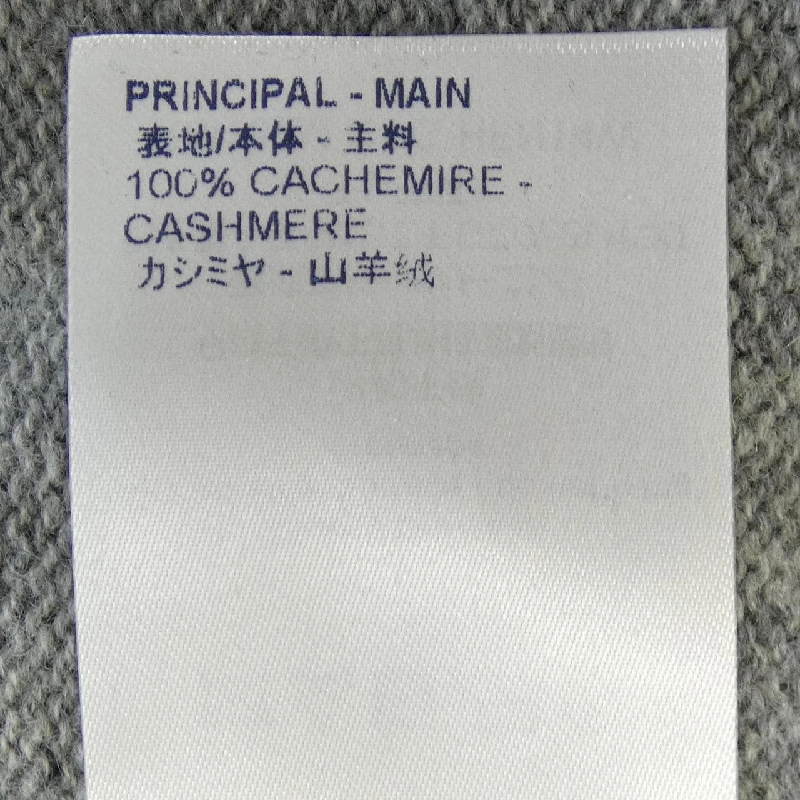 PRINCIPAL - MAIN
表地/本体 - 主料
100% CACHEMIRE -
CASHMERE
カシミヤ - 山羊绒